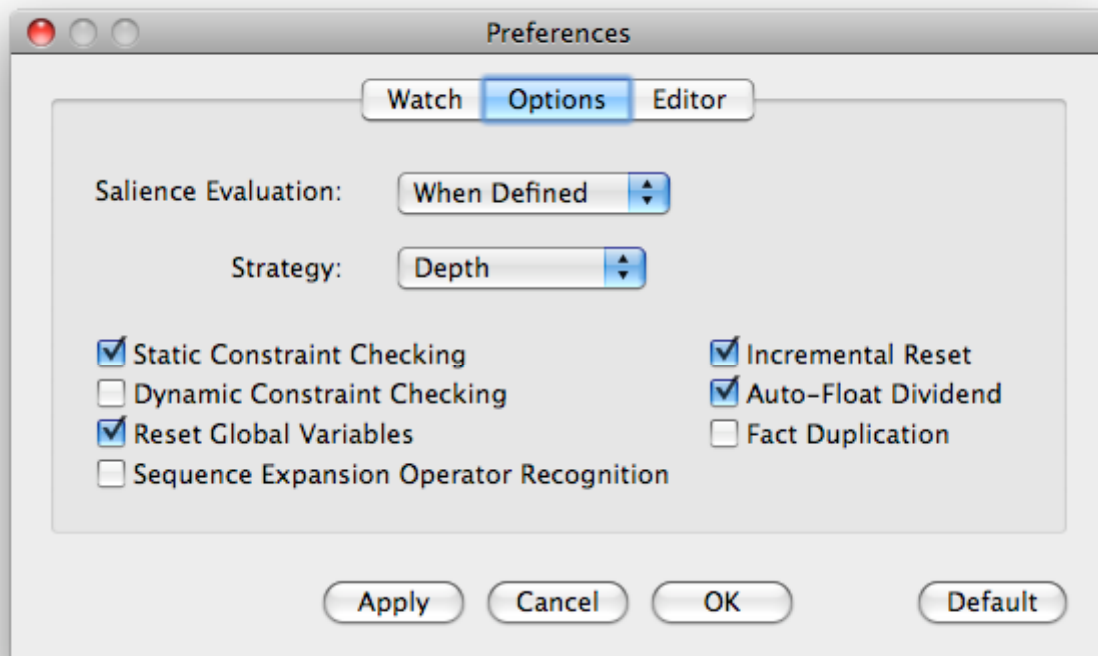 Preferences
Watch Options Editor
Salience Evaluation: When Defined
Strategy: Depth
Static Constraint Checking Incremental Reset
Dynamic Constraint Checking Auto-Float Dividend
Reset Global Variables Fact Duplication
Sequence Expansion Operator Recognition
Apply Cancel OK Default